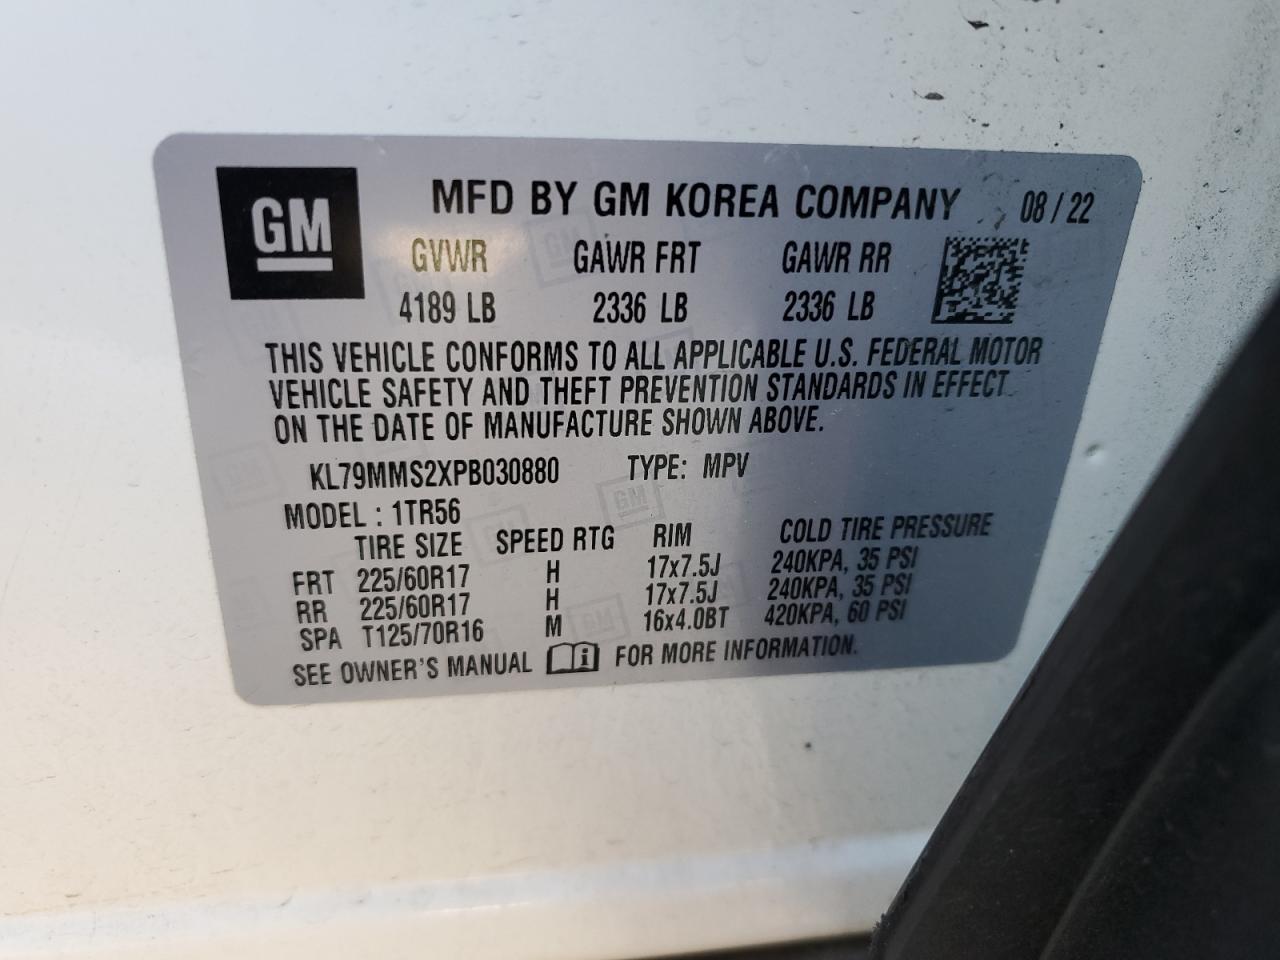 GM
MFD BY GM KOREA COMPANY 08 / 22
GVWR GAWR FRT GAWR RR
4189 LB 2336 LB 2336 LB
THIS VEHICLE CONFORMS TO ALL APPLICABLE U.S. FEDERAL MOTOR
VEHICLE SAFETY AND THEFT PREVENTION STANDARDS IN EFFECT
ON THE DATE OF MANUFACTURE SHOWN ABOVE.
KL79MMS2XPB030880 TYPE: MPV
MODEL : 1TR56
TIRE SIZE SPEED RTG RIM COLD TIRE PRESSURE
FRT 225/60R17 H 17x7.5J 240KPA, 35 PSI
RR 225/60R17 H 17x7.5J 240KPA, 35 PSI
SPA T125/70R16 M 16x4.0BT 420KPA, 60 PSI
SEE OWNER'S MANUAL FOR MORE INFORMATION.